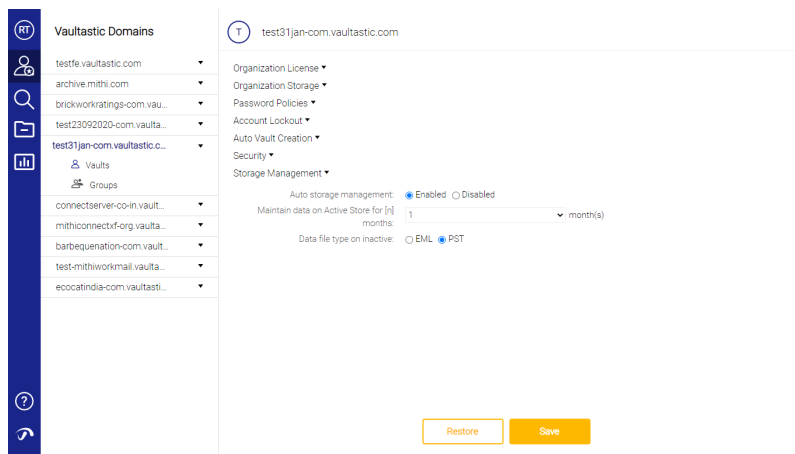 RT
Vaultastic Domains
T
test31jan-com.vaultastic.com
testfe.vaultastic.com
archive.mithi.com
brickworkratings-com.vau...
test23092020-com.vaulta...
test31jan-com.vaultastic.c...
Vaults
Groups
connectserver-co-in.vault...
mithiconnectxf-org.vaulta...
barbequenation-com.vault...
test-mithiworkmail.vaulta...
ecocatindia-com.vaultasti...
Organization License
Organization Storage
Password Policies
Account Lockout
Auto Vault Creation
Security
Storage Management
Auto storage management: Enabled Disabled
Maintain data on Active Store for [n]
months: 1 month(s)
Data file type on inactive: EML PST
?
Restore Save